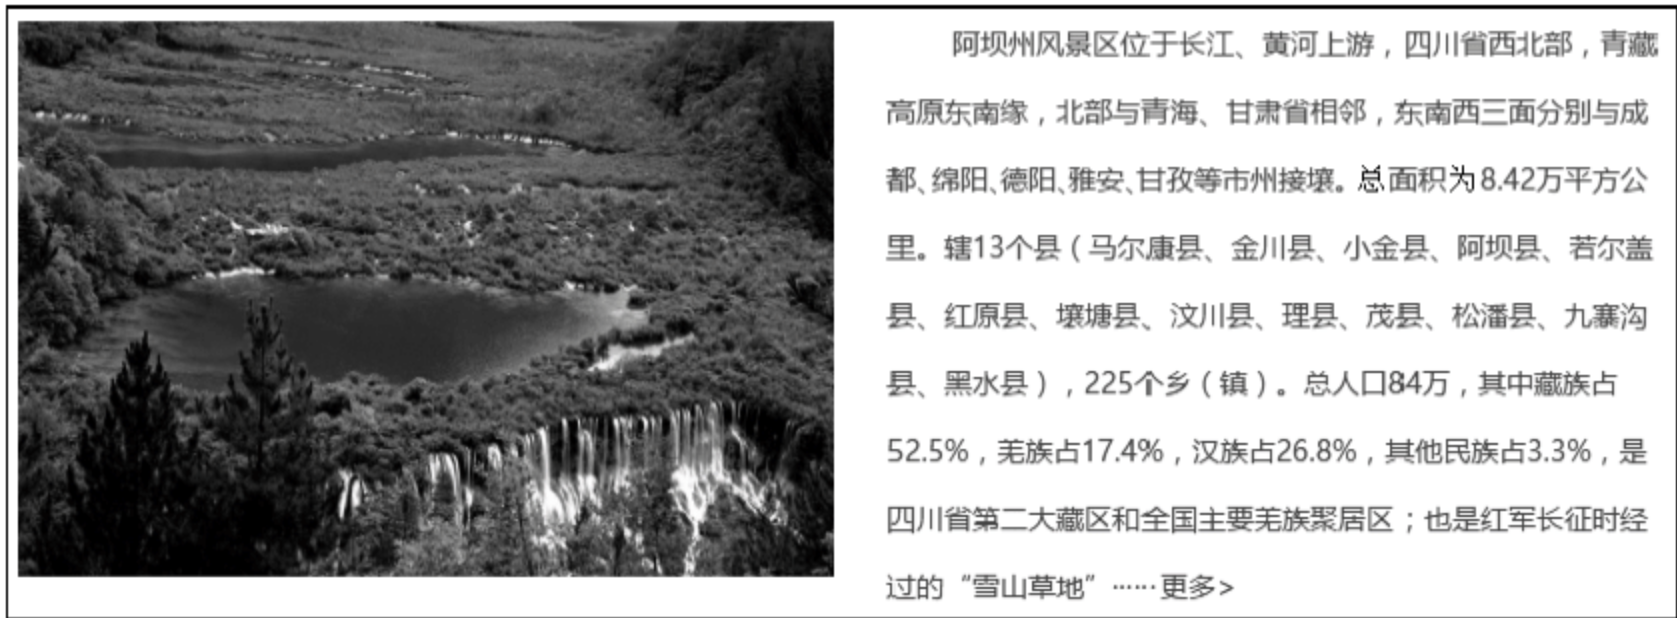 阿坝州风景区位于长江、黄河上游，四川省西北部，青藏
高原东南缘，北部与青海、甘肃省相邻，东南西三面分别与成
都、绵阳、德阳、雅安、甘孜等市州接壤。总面积为8.42万平方公
里。辖13个县（马尔康县、金川县、小金县、阿坝县、若尔盖
县、红原县、壤塘县、汶川县、理县、茂县、松潘县、九寨沟
县、黑水县），225个乡（镇）。总人口84万，其中藏族占
52.5%，羌族占17.4%，汉族占26.8%，其他民族占3.3%，是
四川省第二大藏区和全国主要羌族聚居区；也是红军长征时经
过的“雪山草地”······更多>